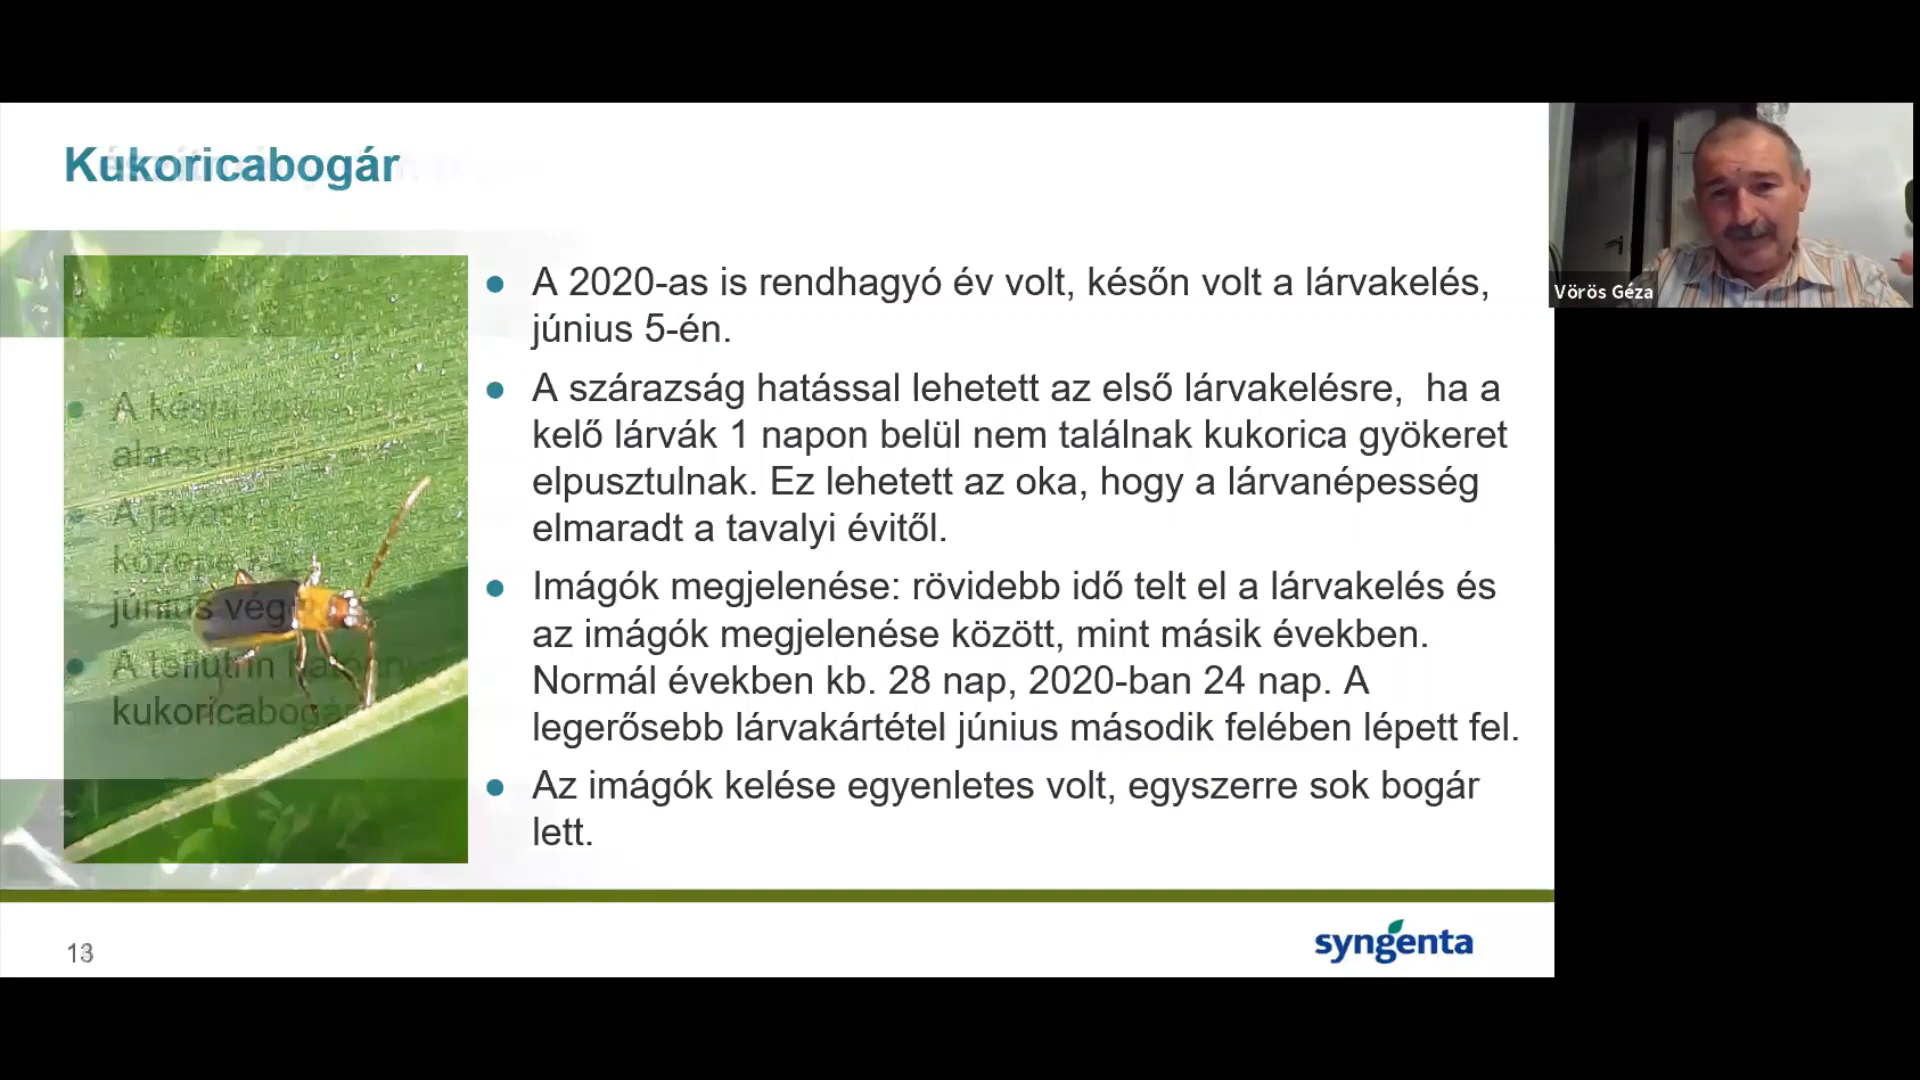 Kukoricabogár
A 2020-as is rendhagyó év volt, későn volt a lárvakelés,
június 5-én.
A szárazság hatással lehetett az első lárvakelésre, ha a
kelő lárvák 1 napon belül nem találnak kukorica gyökeret
elpusztulnak. Ez lehetett az oka, hogy a lárvanépesség
elmaradt a tavalyi évitől.
Imágók megjelenése: rövidebb idő telt el a lárvakelés és
az imágók megjelenése között, mint másik években.
Normál években kb. 28 nap, 2020-ban 24 nap. A
legerősebb lárvakártétel június második felében lépett fel.
Az imágók kelése egyenletes volt, egyszerre sok bogár
lett.
A
A
június
A teflutrin
syngenta
Vörös Géza